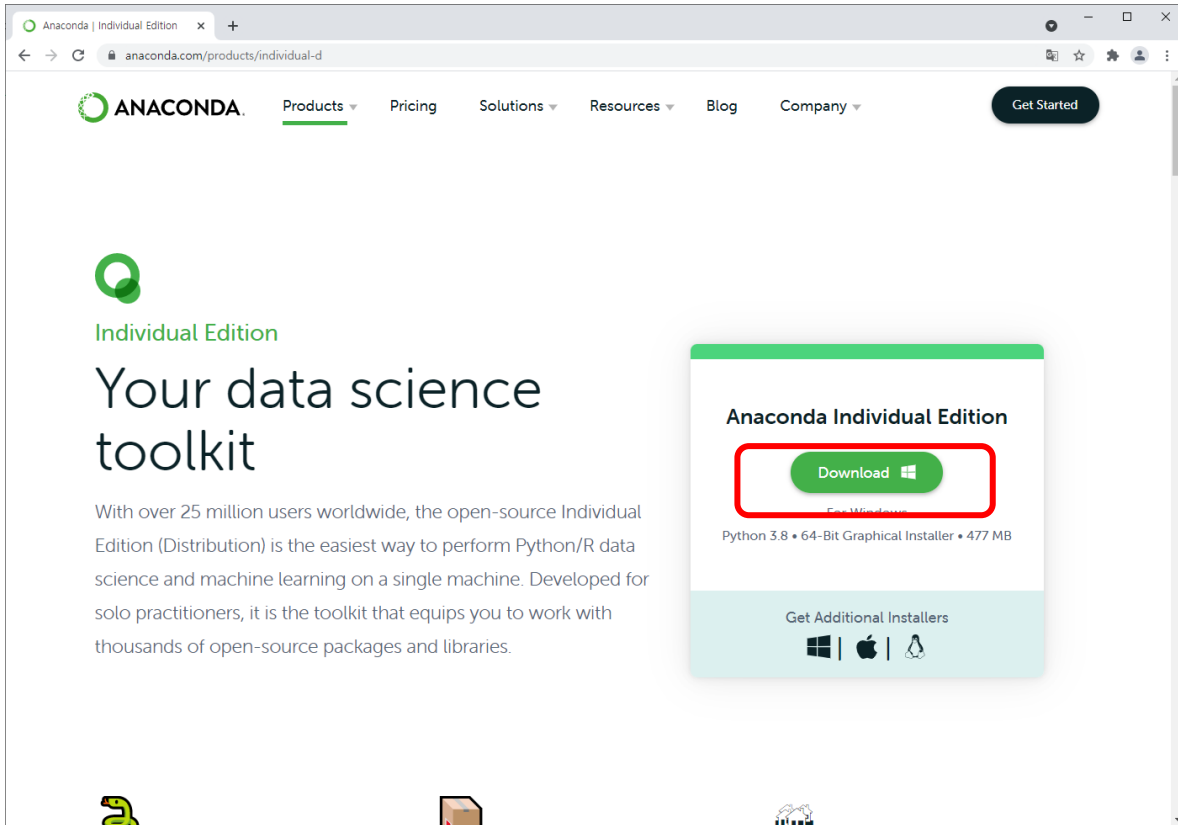 Anaconda | Individual Edition
anaconda.com/products/individual-d
ANACONDA.
Products
Pricing
Solutions
Resources
Blog
Company
Get Started
Individual Edition
Your data science
toolkit
With over 25 million users worldwide, the open-source Individual
Edition (Distribution) is the easiest way to perform Python/R data
science and machine learning on a single machine. Developed for
solo practitioners, it is the toolkit that equips you to work with
thousands of open-source packages and libraries.
Anaconda Individual Edition
Download
For Windows
Python 3.8 • 64-Bit Graphical Installer • 477 MB
Get Additional Installers